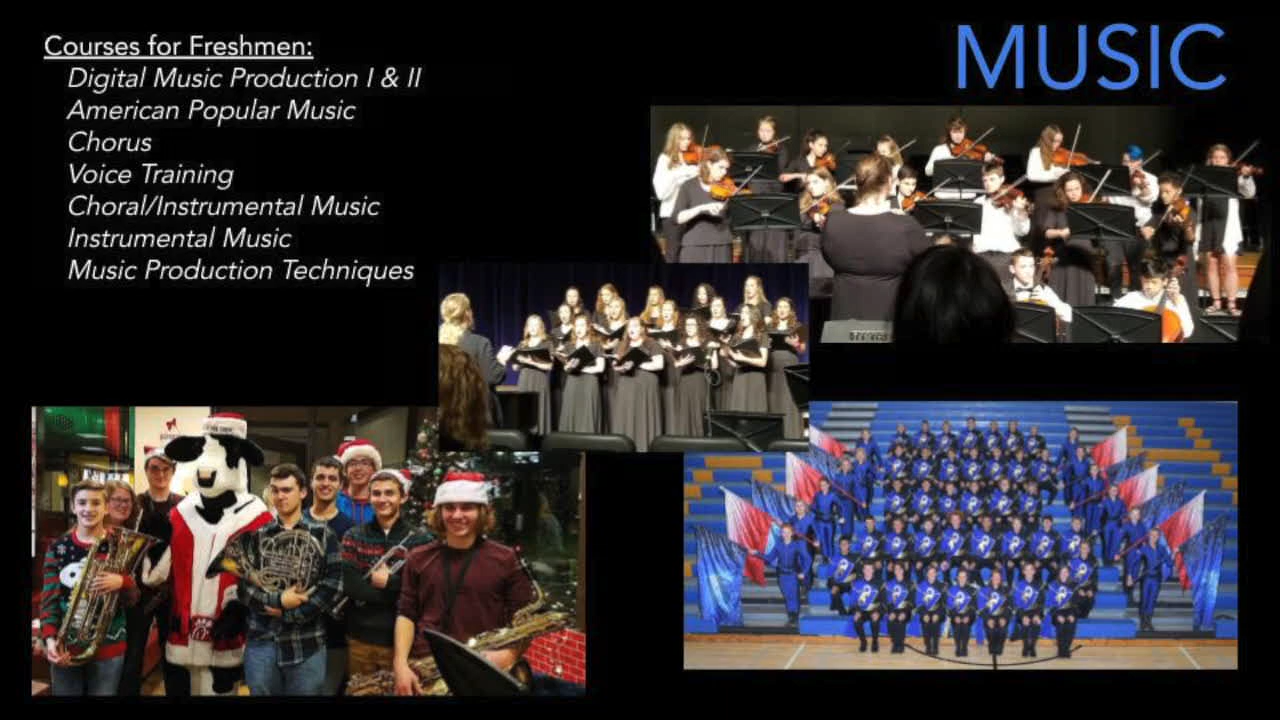 Courses for Freshmen:
Digital Music Production I & II
American Popular Music
Chorus
Voice Training
Choral/Instrumental Music
Instrumental Music
Music Production Techniques
MUSIC